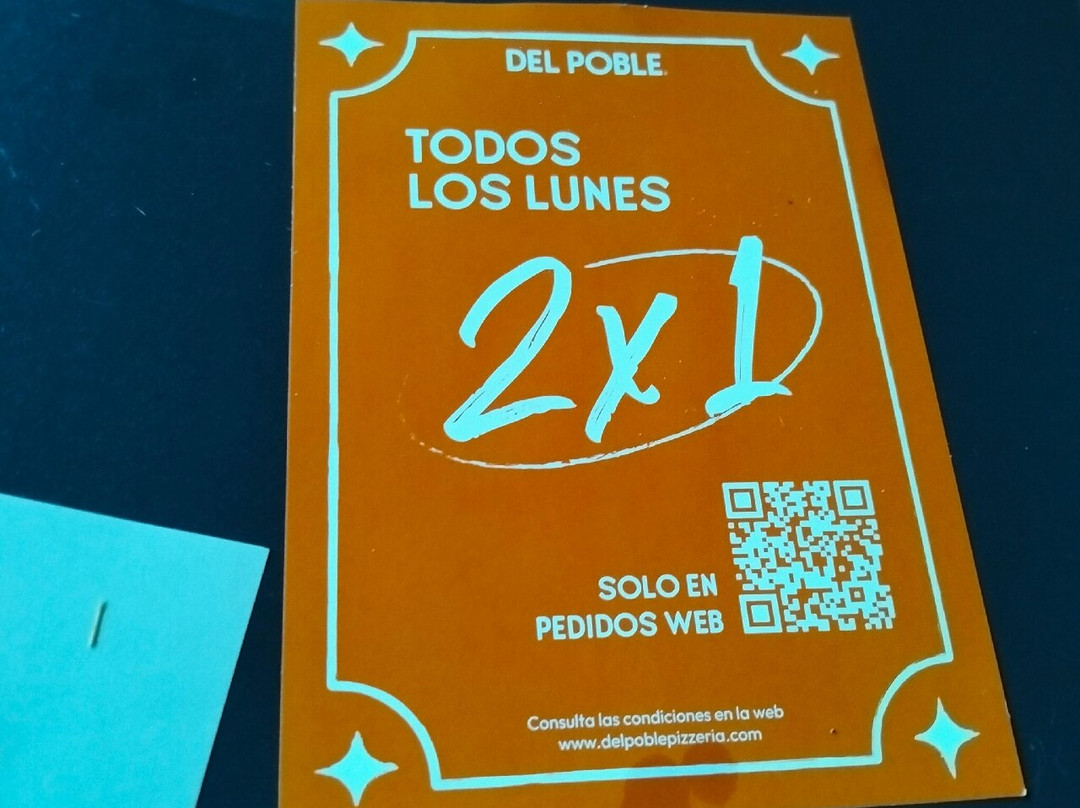 DEL POBLE
TODOS
LOS LUNES
2x1
SOLO EN
PEDIDOS WEB
Consulta las condiciones en la web
www.delpoblepizzeria.com